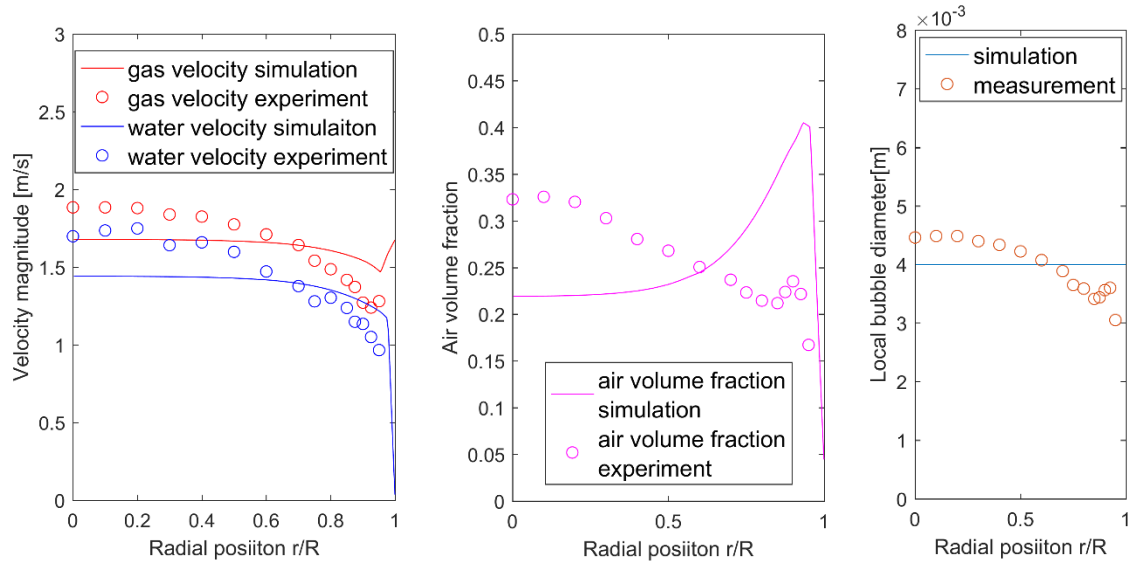 3
2.5
2
1.5
1
0.5
0
Velocity magnitude [m/s]
gas velocity simulation
gas velocity experiment
water velocity simulaiton
water velocity experiment
0 0.2 0.4 0.6 0.8 1
Radial posiiton r/R
0.5
0.45
0.4
0.35
0.3
0.25
0.2
0.15
0.1
0.05
0
Air volume fraction
air volume fraction
simulation
air volume fraction
experiment
0 0.5 1
Radial posiiton r/R
×10⁻³
8
7
6
5
4
3
2
1
0
Local bubble diameter[m]
simulation
measurement
0 0.5 1
Radial posiiton r/R